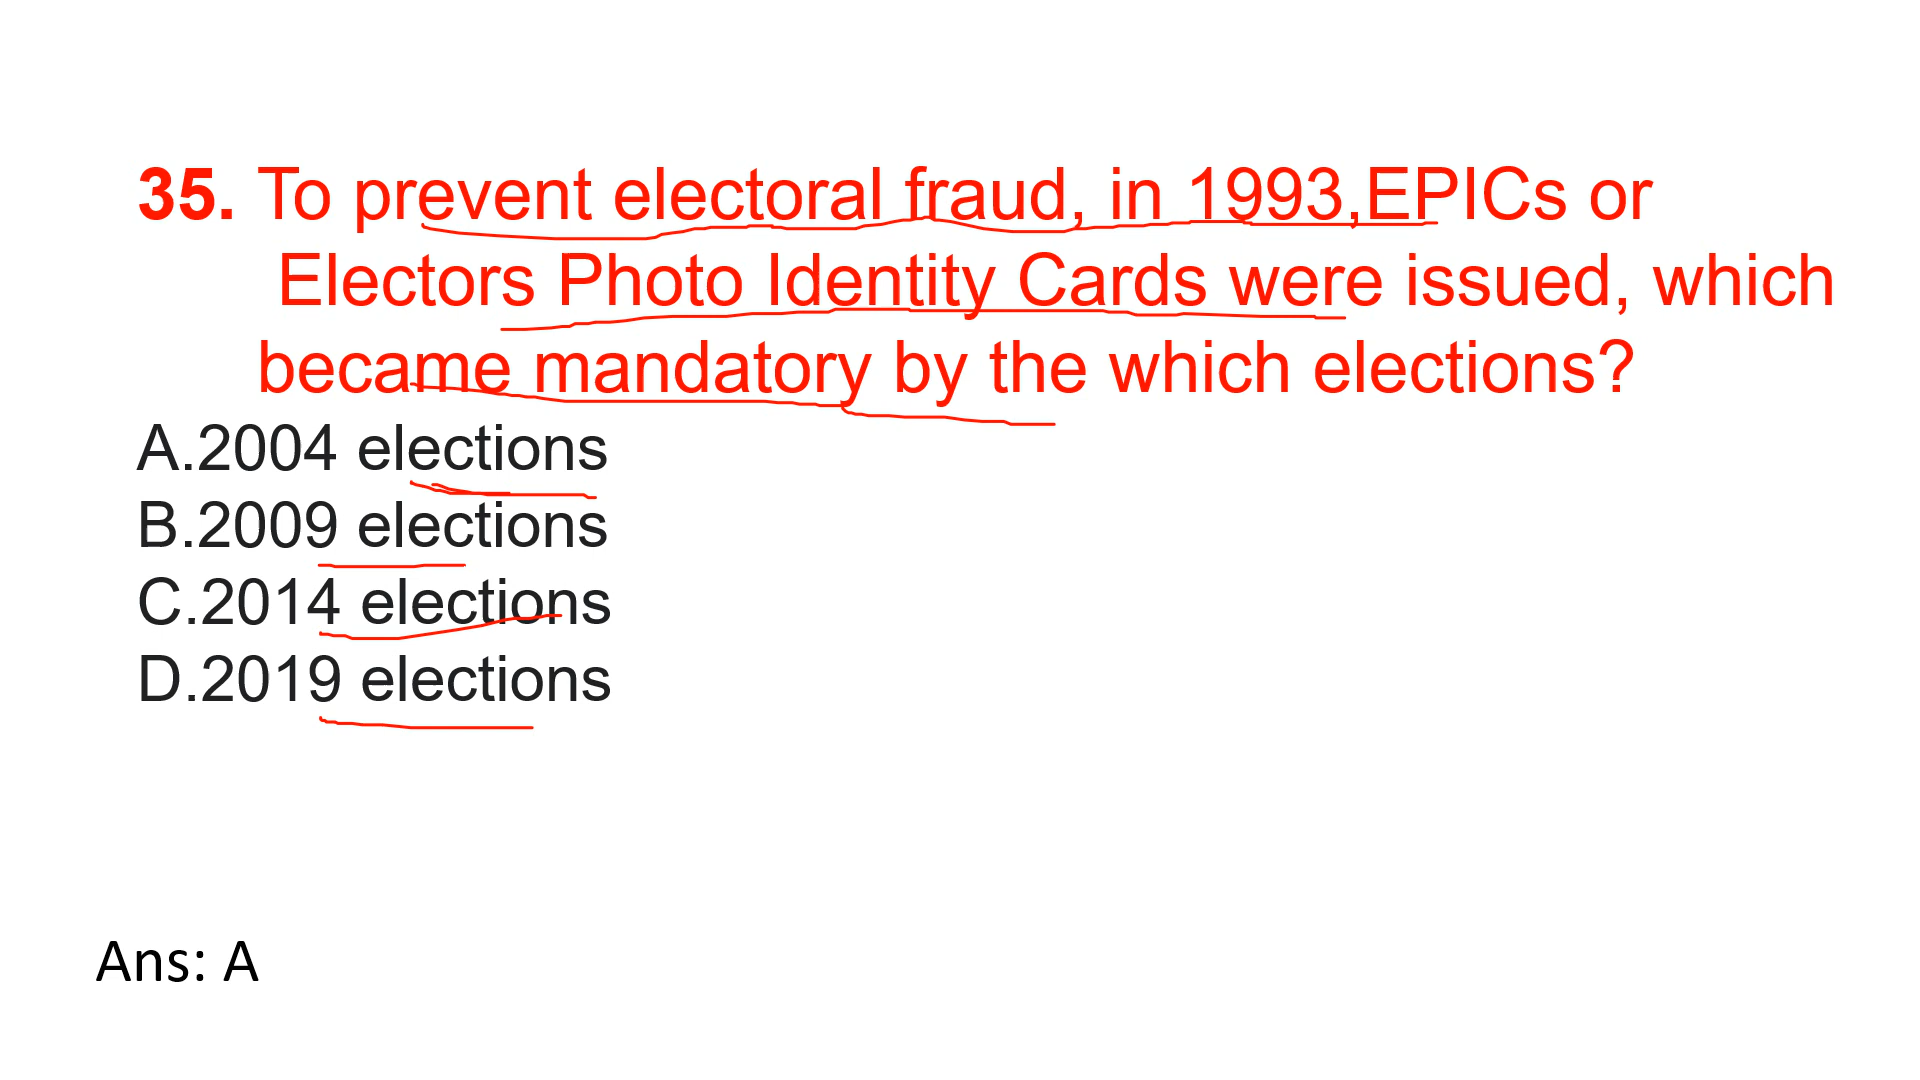 35. To prevent electoral fraud, in 1993,EPICs or
Electors Photo Identity Cards were issued, which
became mandatory by the which elections?
A.2004 elections
B.2009 elections
C.2014 elections
D.2019 elections
Ans: A